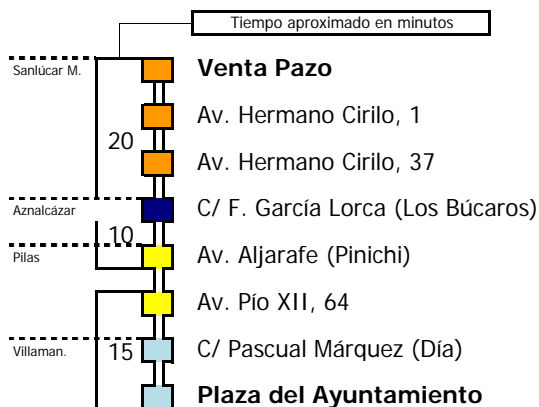 Tiempo aproximado en minutos
Sanlúcar M.
Venta Pazo
Av. Hermano Cirilo, 1
20
Av. Hermano Cirilo, 37
Aznalcázar
C/ F. García Lorca (Los Búcaros)
10
Pilas
Av. Aljarafe (Pinichi)
Av. Pío XII, 64
Villaman.
15
C/ Pascual Márquez (Día)
Plaza del Ayuntamiento